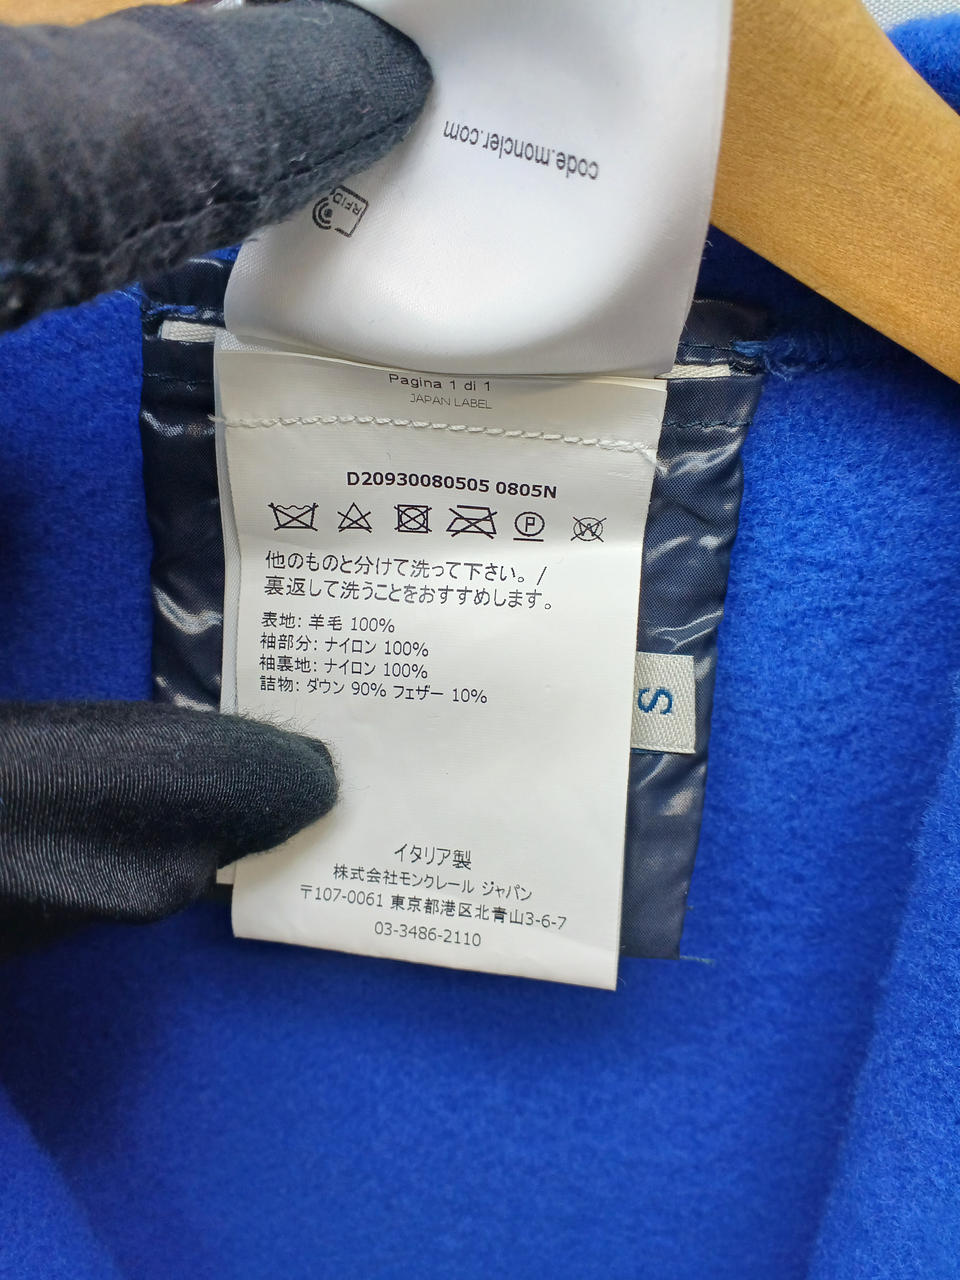 code.moncler.com
RFID
Pagina 1 di 1
JAPAN LABEL
D20930080505 0805N
P
W
他のものと分けて洗って下さい。/
裏返しして洗うことをおすすめします。
表地: 羊毛 100%
袖部分: ナイロン 100%
袖裏地: ナイロン 100%
詰物: ダウン 90% フェザー 10%
S
イタリア製
株式会社モンクレール ジャパン
〒107-0061 東京都港区北青山3-6-7
03-3486-2110